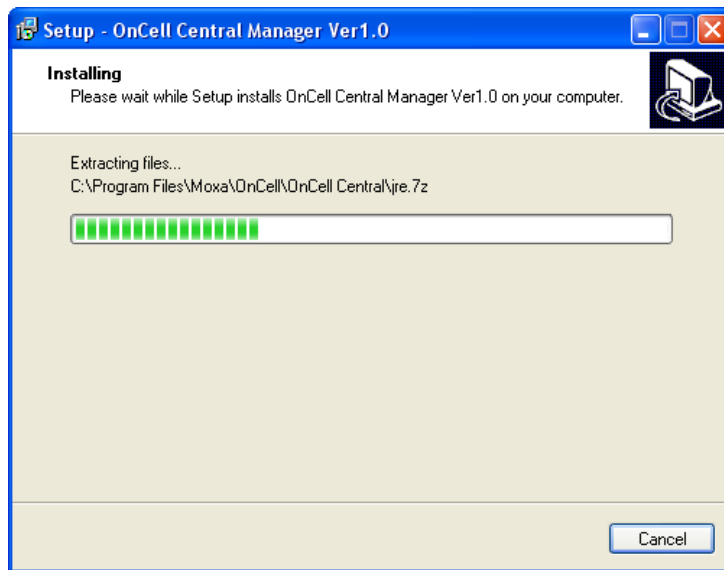 Setup - OnCell Central Manager Ver1.0
Installing
Please wait while Setup installs OnCell Central Manager Ver1.0 on your computer.
Extracting files...
C:\Program Files\Moxa\OnCell\OnCell Central\jre.7z
Cancel